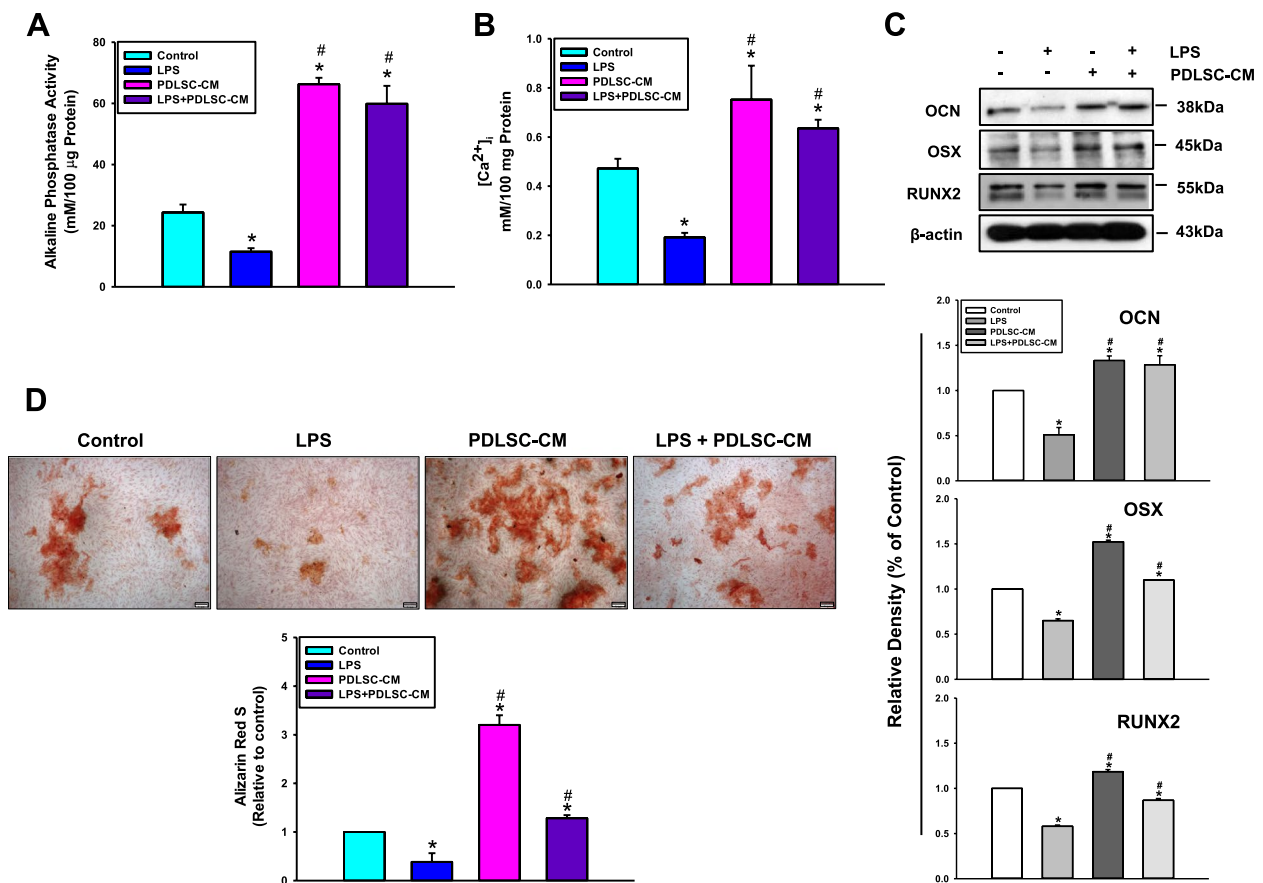 A
Alkaline Phosphatase Activity
(mM/100 μg Protein)
80
60
40
20
0
Control
LPS
PDLSC-CM
LPS+PDLSC-CM
*
#
*
#
*
B
[Ca2+]i
mM/100 mg Protein
1.0
0.8
0.6
0.4
0.2
0.0
Control
LPS
PDLSC-CM
LPS+PDLSC-CM
*
#
*
#
*
C
- + - + LPS
- - + + PDLSC-CM
OCN 38kDa
OSX 45kDa
RUNX2 55kDa
β-actin 43kDa
Relative Density (% of Control)
2.0
1.5
1.0
0.5
0.0
Control
LPS
PDLSC-CM
LPS+PDLSC-CM
OCN
*
#
*
#
*
2.0
1.5
1.0
0.5
0.0
OSX
*
#
*
#
*
2.0
1.5
1.0
0.5
0.0
RUNX2
*
#
*
#
*
D
Control LPS PDLSC-CM LPS + PDLSC-CM
Alizarin Red S
(Relative to control)
5
4
3
2
1
0
Control
LPS
PDLSC-CM
LPS+PDLSC-CM
*
#
*
#
*